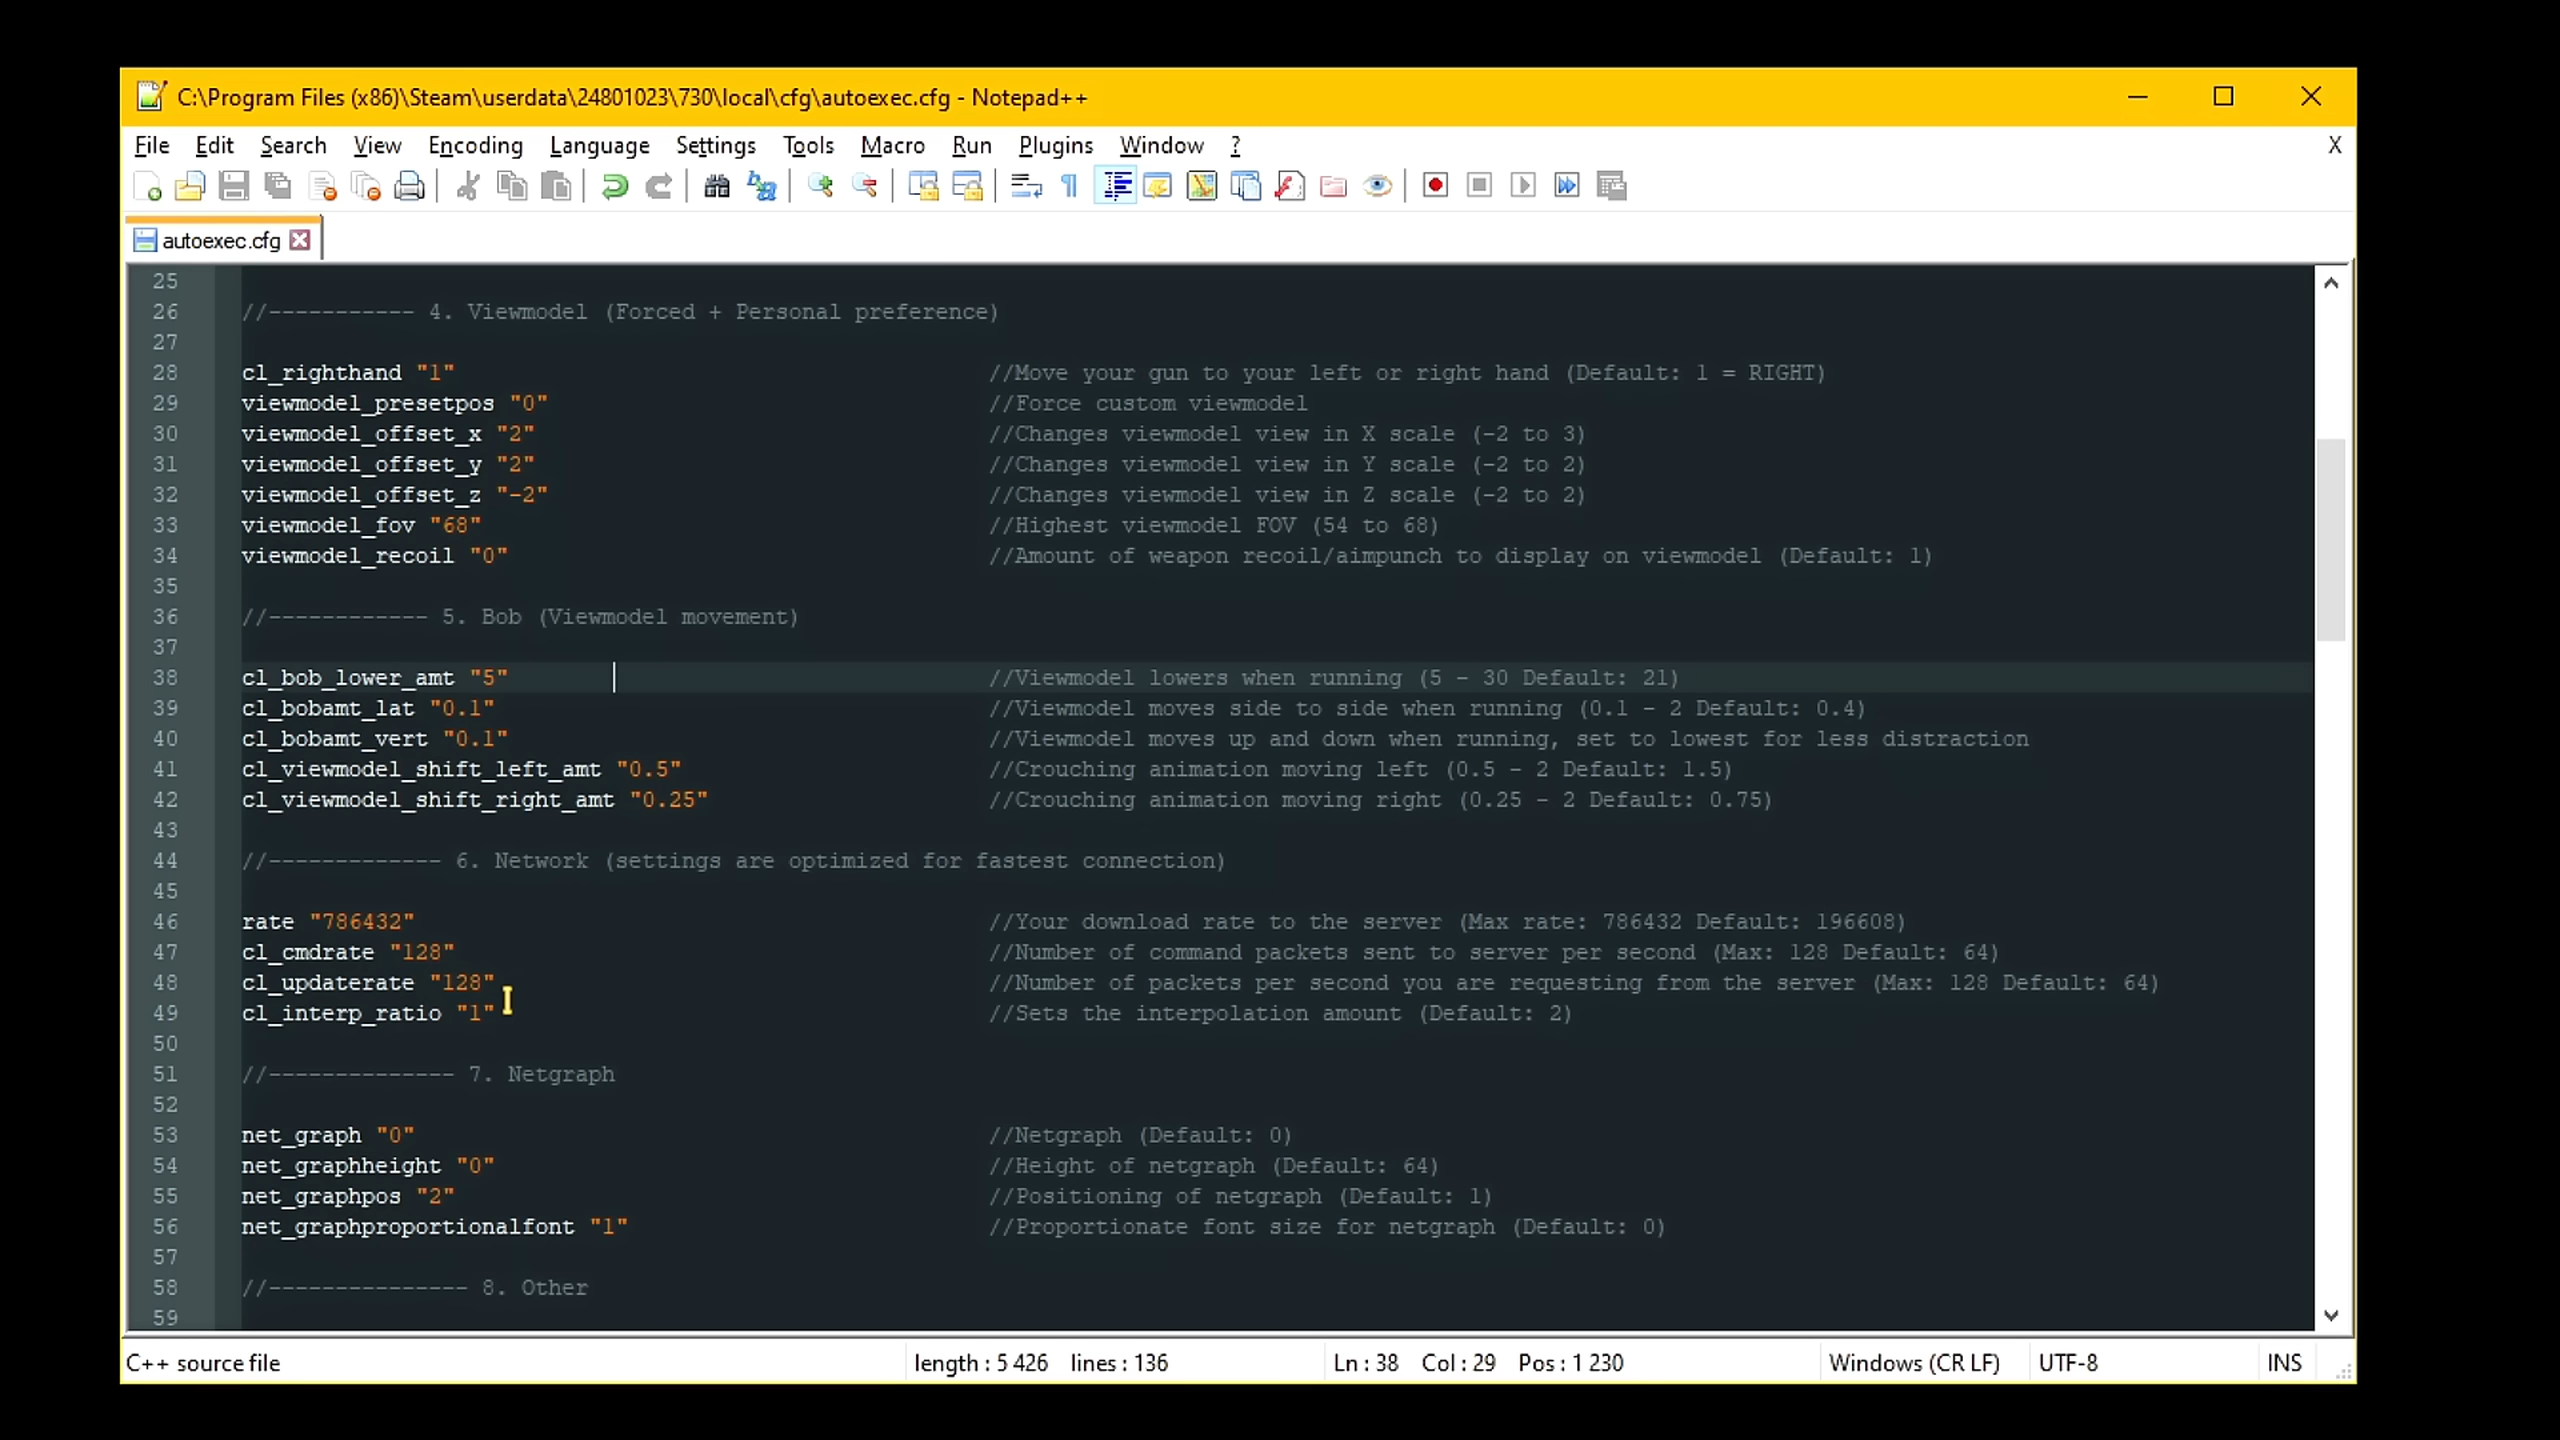 C:\Program Files (x86)\Steam\userdata\24801023\730\local\cfg\autoexec.cfg - Notepad++
File Edit Search View Encoding Language Settings Tools Macro Run Plugins Window ? X
autoexec.cfg
25
26 //----------- 4. Viewmodel (Forced + Personal preference)
27
28 cl_righthand "1" //Move your gun to your left or right hand (Default: 1 = RIGHT)
29 viewmodel_presetpos "0" //Force custom viewmodel
30 viewmodel_offset_x "2" //Changes viewmodel view in X scale (-2 to 3)
31 viewmodel_offset_y "2" //Changes viewmodel view in Y scale (-2 to 2)
32 viewmodel_offset_z "-2" //Changes viewmodel view in Z scale (-2 to 2)
33 viewmodel_fov "68" //Highest viewmodel FOV (54 to 68)
34 viewmodel_recoil "0" //Amount of weapon recoil/aimpunch to display on viewmodel (Default: 1)
35
36 //------------ 5. Bob (Viewmodel movement)
37
38 cl_bob_lower_amt "5" //Viewmodel lowers when running (5 - 30 Default: 21)
39 cl_bobamt_lat "0.1" //Viewmodel moves side to side when running (0.1 - 2 Default: 0.4)
40 cl_bobamt_vert "0.1" //Viewmodel moves up and down when running, set to lowest for less distraction
41 cl_viewmodel_shift_left_amt "0.5" //Crouching animation moving left (0.5 - 2 Default: 1.5)
42 cl_viewmodel_shift_right_amt "0.25" //Crouching animation moving right (0.25 - 2 Default: 0.75)
43
44 //------------- 6. Network (settings are optimized for fastest connection)
45
46 rate "786432" //Your download rate to the server (Max rate: 786432 Default: 196608)
47 cl_cmdrate "128" //Number of command packets sent to server per second (Max: 128 Default: 64)
48 cl_updaterate "128" //Number of packets per second you are requesting from the server (Max: 128 Default: 64)
49 cl_interp_ratio "1" //Sets the interpolation amount (Default: 2)
50
51 //-------------- 7. Netgraph
52
53 net_graph "0" //Netgraph (Default: 0)
54 net_graphheight "0" //Height of netgraph (Default: 64)
55 net_graphpos "2" //Positioning of netgraph (Default: 1)
56 net_graphproportionalfont "1" //Proportionate font size for netgraph (Default: 0)
57
58 //--------------- 8. Other
59
C++ source file length : 5 426 lines : 136 Ln : 38 Col : 29 Pos : 1 230 Windows (CR LF) UTF-8 INS